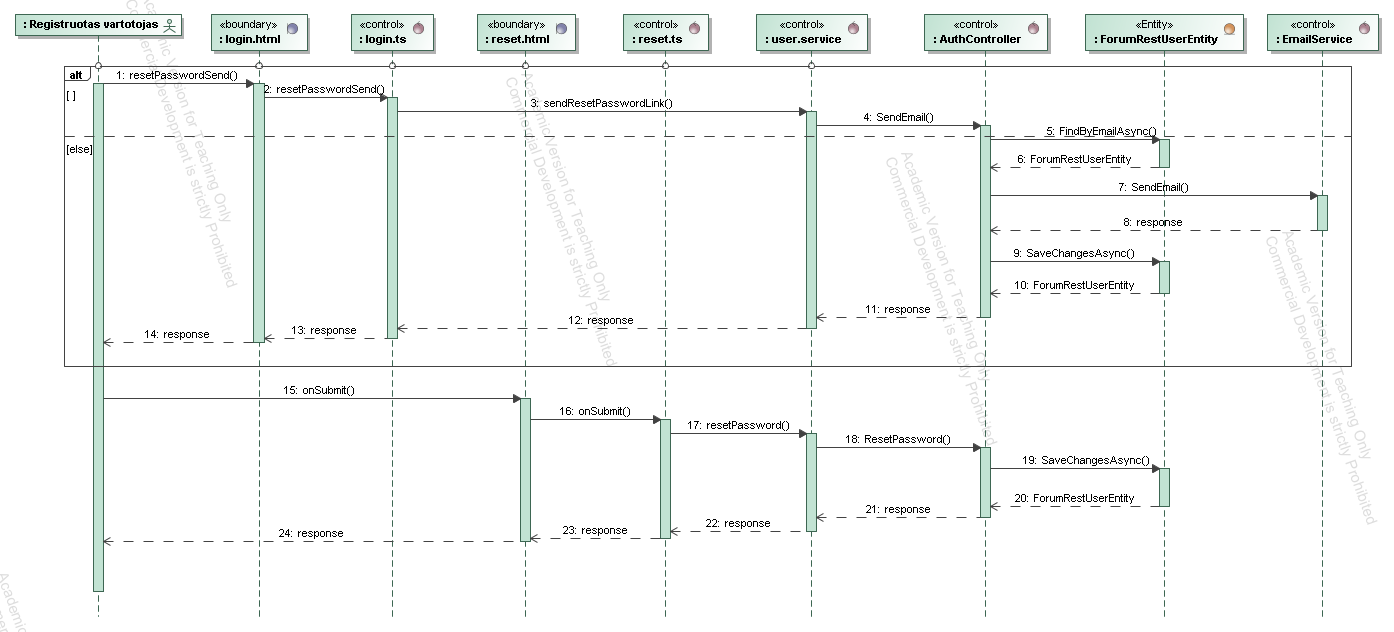 : Registruotas vartotojas
«boundary»
: login.html
«control»
: login.ts
«boundary»
: reset.html
«control»
: reset.ts
«control»
: user.service
«control»
: AuthController
«Entity»
: ForumRestUserEntity
«control»
: EmailService
alt
[ ]
[else]
1: resetPasswordSend()
2: resetPasswordSend()
3: sendResetPasswordLink()
4: SendEmail()
5: FindByEmailAsync()
6: ForumRestUserEntity
7: SendEmail()
8: response
9: SaveChangesAsync()
10: ForumRestUserEntity
11: response
12: response
13: response
14: response
15: onSubmit()
16: onSubmit()
17: resetPassword()
18: ResetPassword()
19: SaveChangesAsync()
20: ForumRestUserEntity
21: response
22: response
23: response
24: response
Academic Version for Teaching Only
Commercial Development is strictly Prohibited
Academic Version for Teaching Only
Commercial Development is strictly Prohibited
Academic Version for Teaching Only
Commercial Development is strictly Prohibited
Academic Version for Teaching Only
Commercial Development is strictly Prohibited
Academic